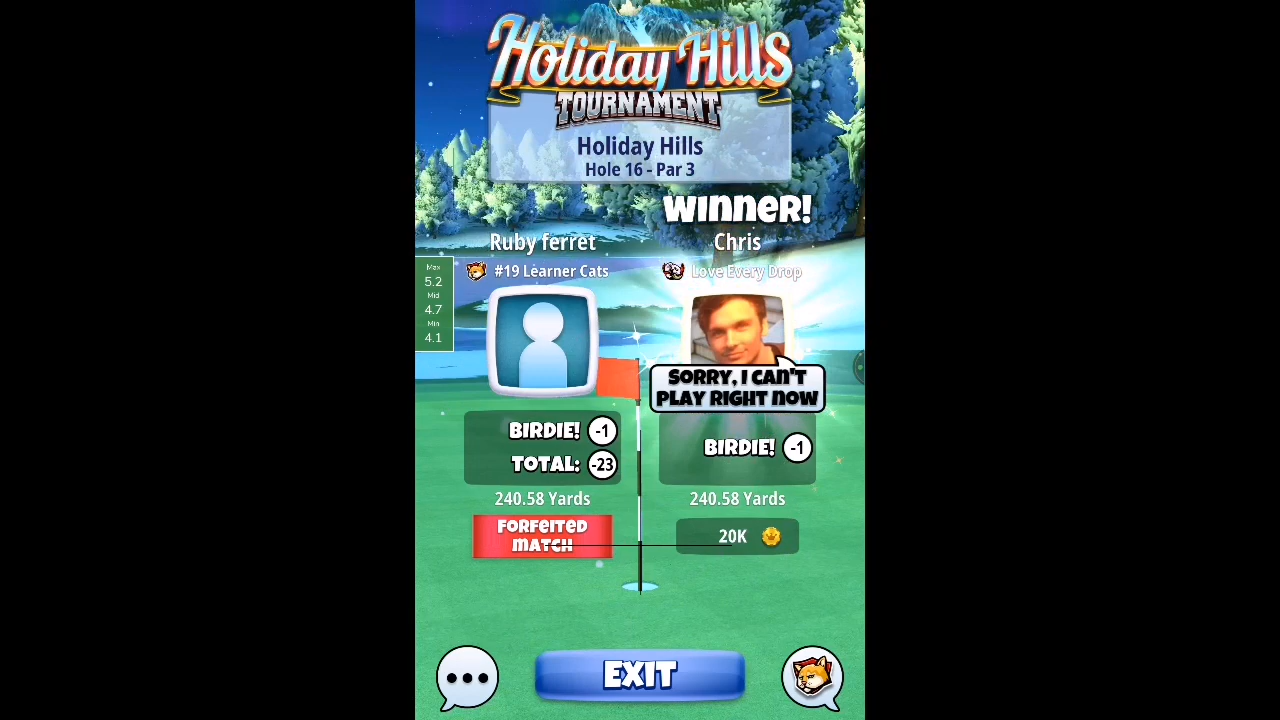 Holiday Hills
TOURNAMENT
Holiday Hills
Hole 16 - Par 3
WINNER!
Ruby ferret
Chris
#19 Learner Cats
Love Every Drop
Max
5.2
Mid
4.7
Min
4.1
SORRY, I CAN'T
PLAY RIGHT NOW
BIRDIE! -1
TOTAL: -23
BIRDIE! -1
240.58 Yards
240.58 Yards
FORFEITED
MATCH
20K
EXIT